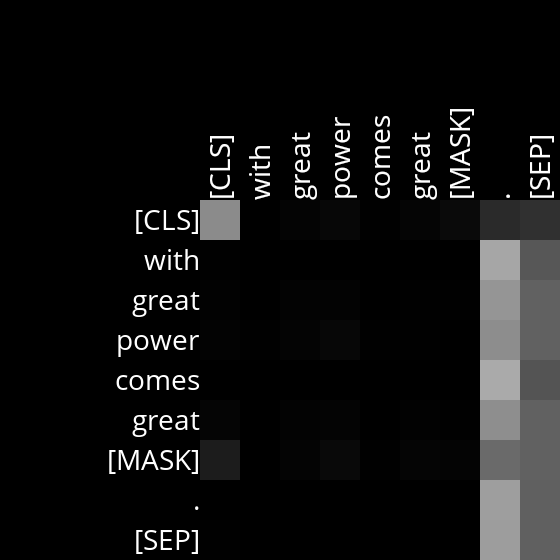 [CLS] with great power comes great [MASK] . [SEP]
[CLS]
with
great
power
comes
great
[MASK]
.
[SEP]